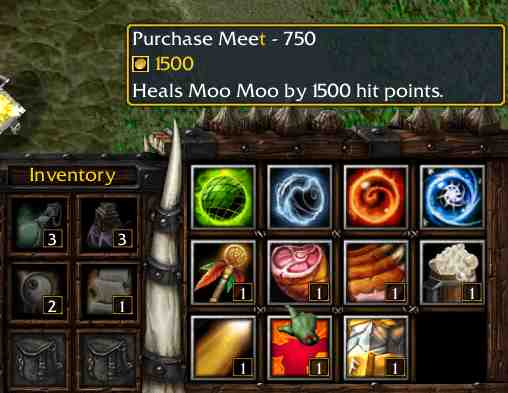 Purchase Meet - 750
1500
Heals Moo Moo by 1500 hit points.
Inventory
3 3
2 1
1 1 1 1
1 1 1